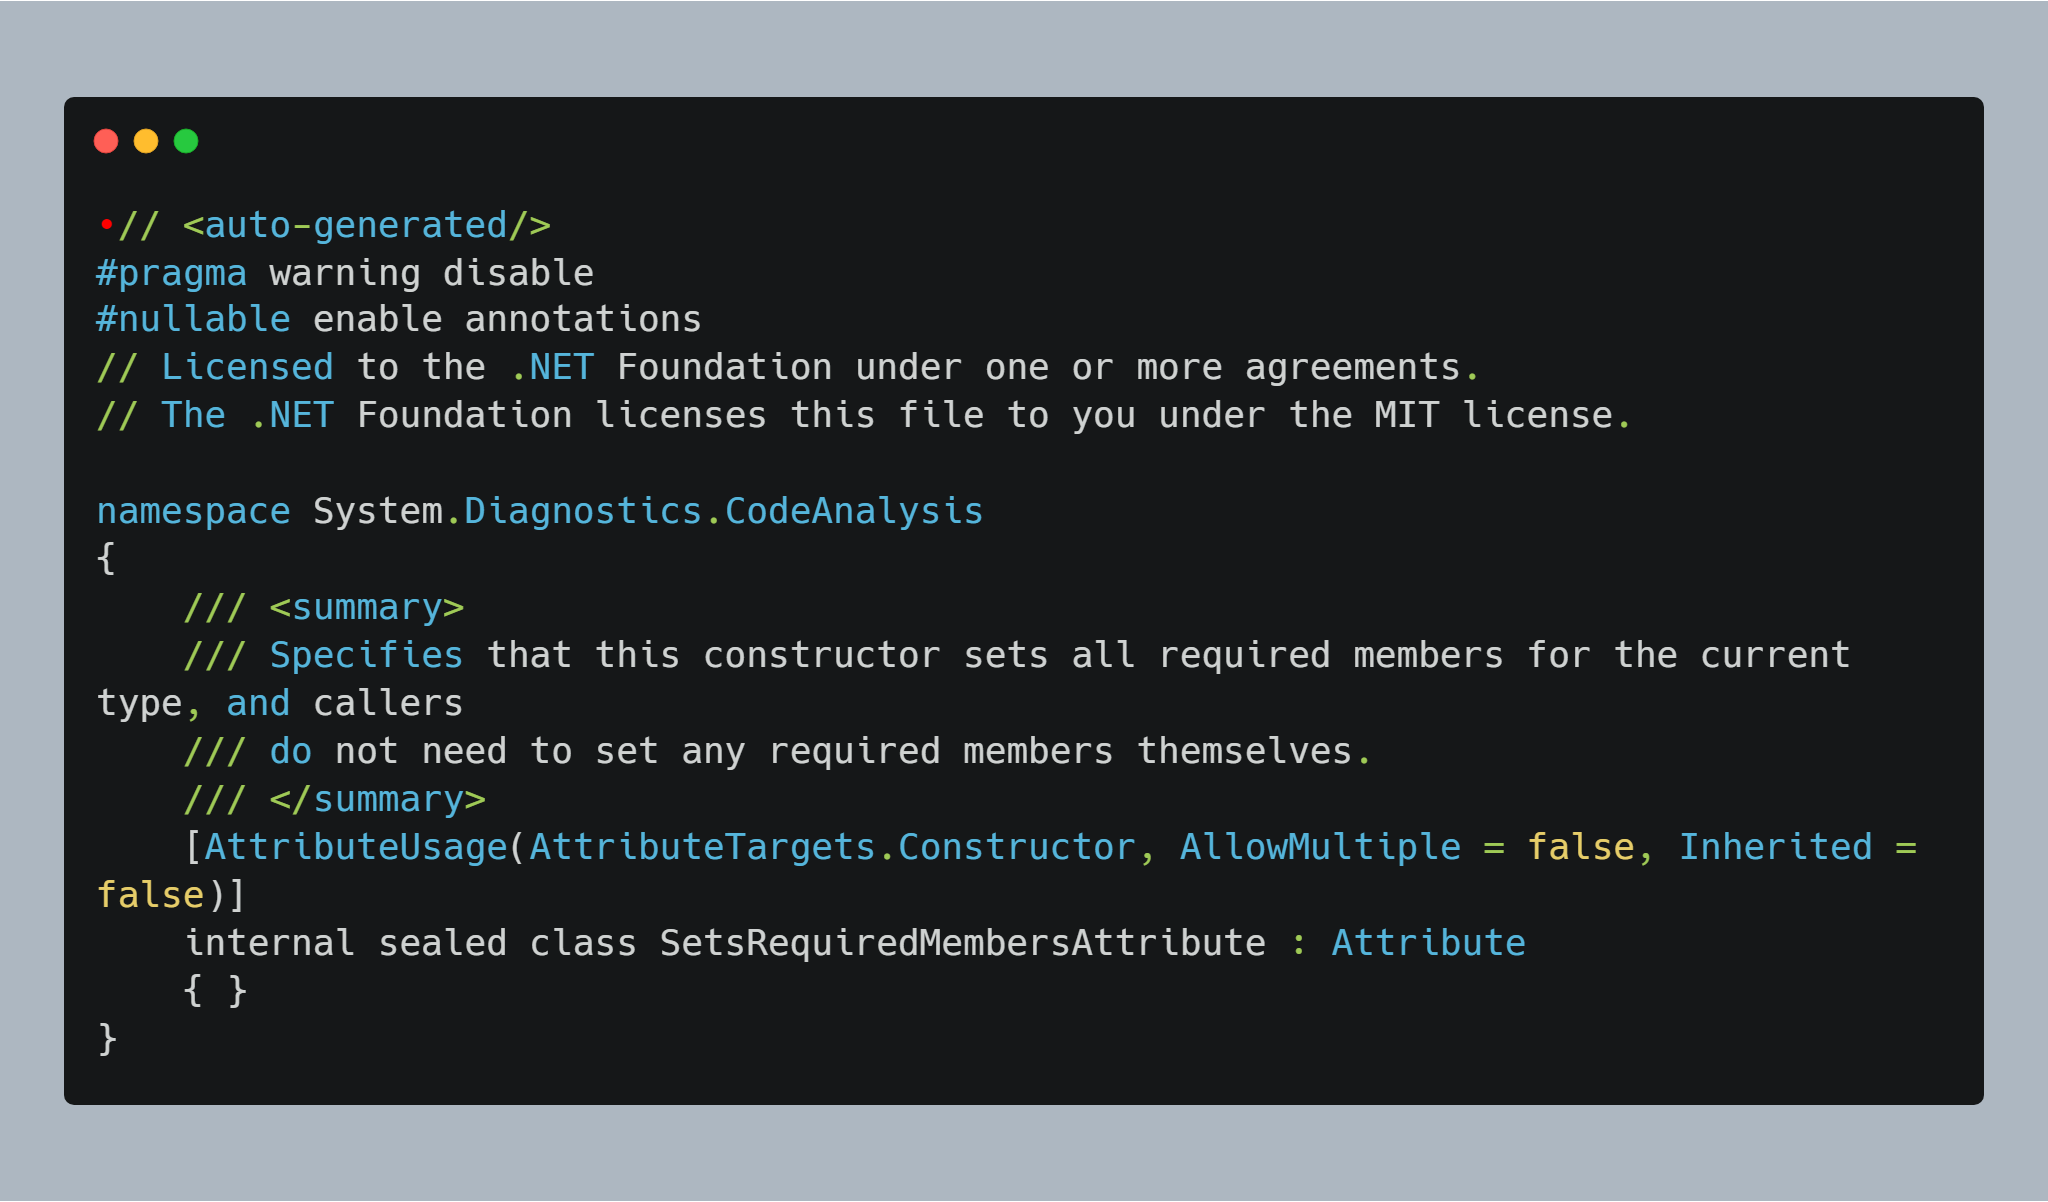 •// <auto-generated/>
#pragma warning disable
#nullable enable annotations
// Licensed to the .NET Foundation under one or more agreements.
// The .NET Foundation licenses this file to you under the MIT license.

namespace System.Diagnostics.CodeAnalysis
{
    /// <summary>
    /// Specifies that this constructor sets all required members for the current
type, and callers
    /// do not need to set any required members themselves.
    /// </summary>
    [AttributeUsage(AttributeTargets.Constructor, AllowMultiple = false, Inherited =
false)]
    internal sealed class SetsRequiredMembersAttribute : Attribute
    { }
}